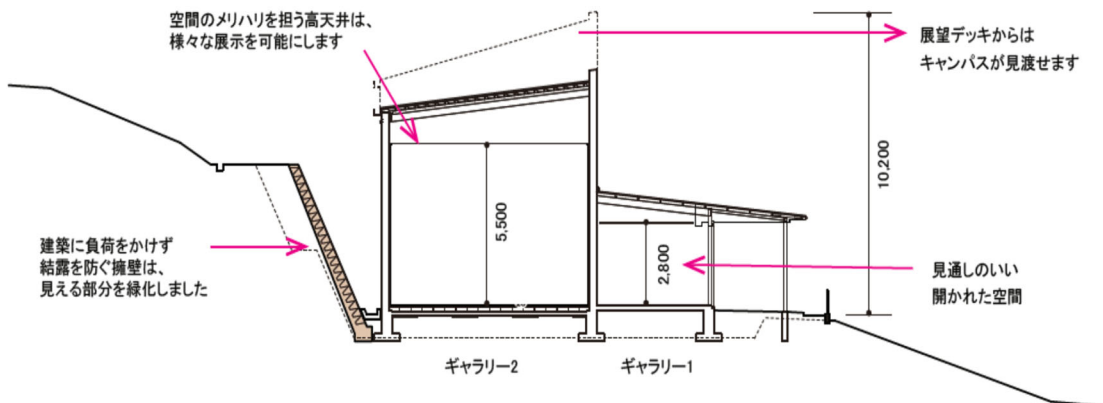 空間のメリハリを担う高天井は、
様々な展示を可能にします
展望デッキからは
キャンパスが見渡せます
10,200
5,500
2,800
建築に負荷をかけず
結露を防ぐ擁壁は、
見える部分を緑化しました
見通しのいい
開かれた空間
ギャラリー2
ギャラリー1